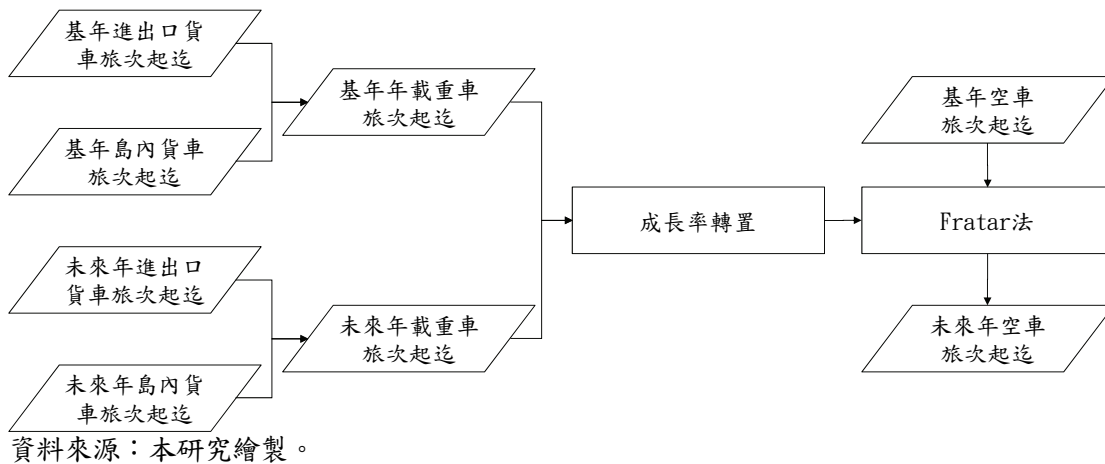 基年進出口貨
車旅次起迄
基年島內貨車
旅次起迄
基年年載重車
旅次起迄
未來年進出口
貨車旅次起迄
未來年島內貨
車旅次起迄
未來年載重車
旅次起迄
成長率轉置
基年空車
旅次起迄
Fratar法
未來年空車
旅次起迄
資料來源：本研究繪製。